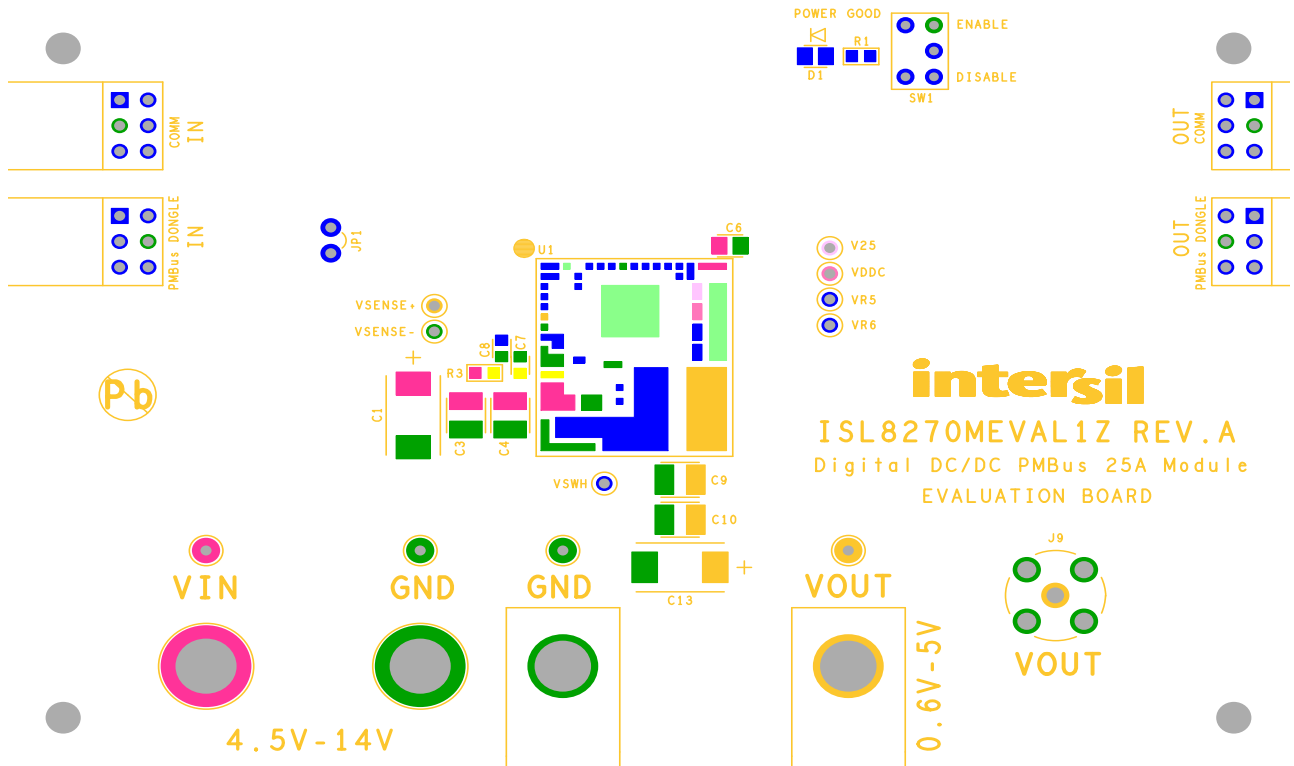 POWER GOOD
D1
R1
SW1
ENABLE
DISABLE
COMM
IN
PMBus DONGLE
IN
OUT
COMM
OUT
PMBus DONGLE
JP1
U1
C6
V25
VDDC
VR5
VR6
VSENSE+
VSENSE-
C8
C7
R3
+
C1
C3
C4
Pb
intersil
ISL8270MEVAL1Z REV.A
Digital DC/DC PMBus 25A Module
EVALUATION BOARD
VSWH
C9
C10
+
C13
J9
VIN
GND
GND
VOUT
VOUT
4.5V-14V
0.6V-5V